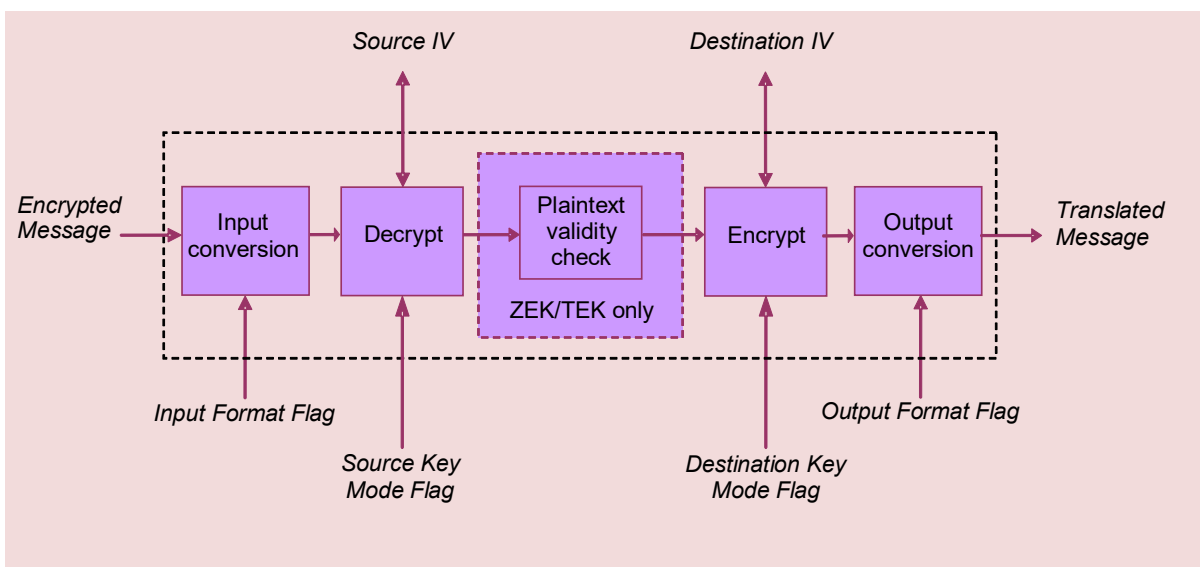 Source IV
Destination IV
Encrypted
Message
Input
conversion
Decrypt
Plaintext
validity
check
ZEK/TEK only
Encrypt
Output
conversion
Translated
Message
Input Format Flag
Output Format Flag
Source Key
Mode Flag
Destination Key
Mode Flag